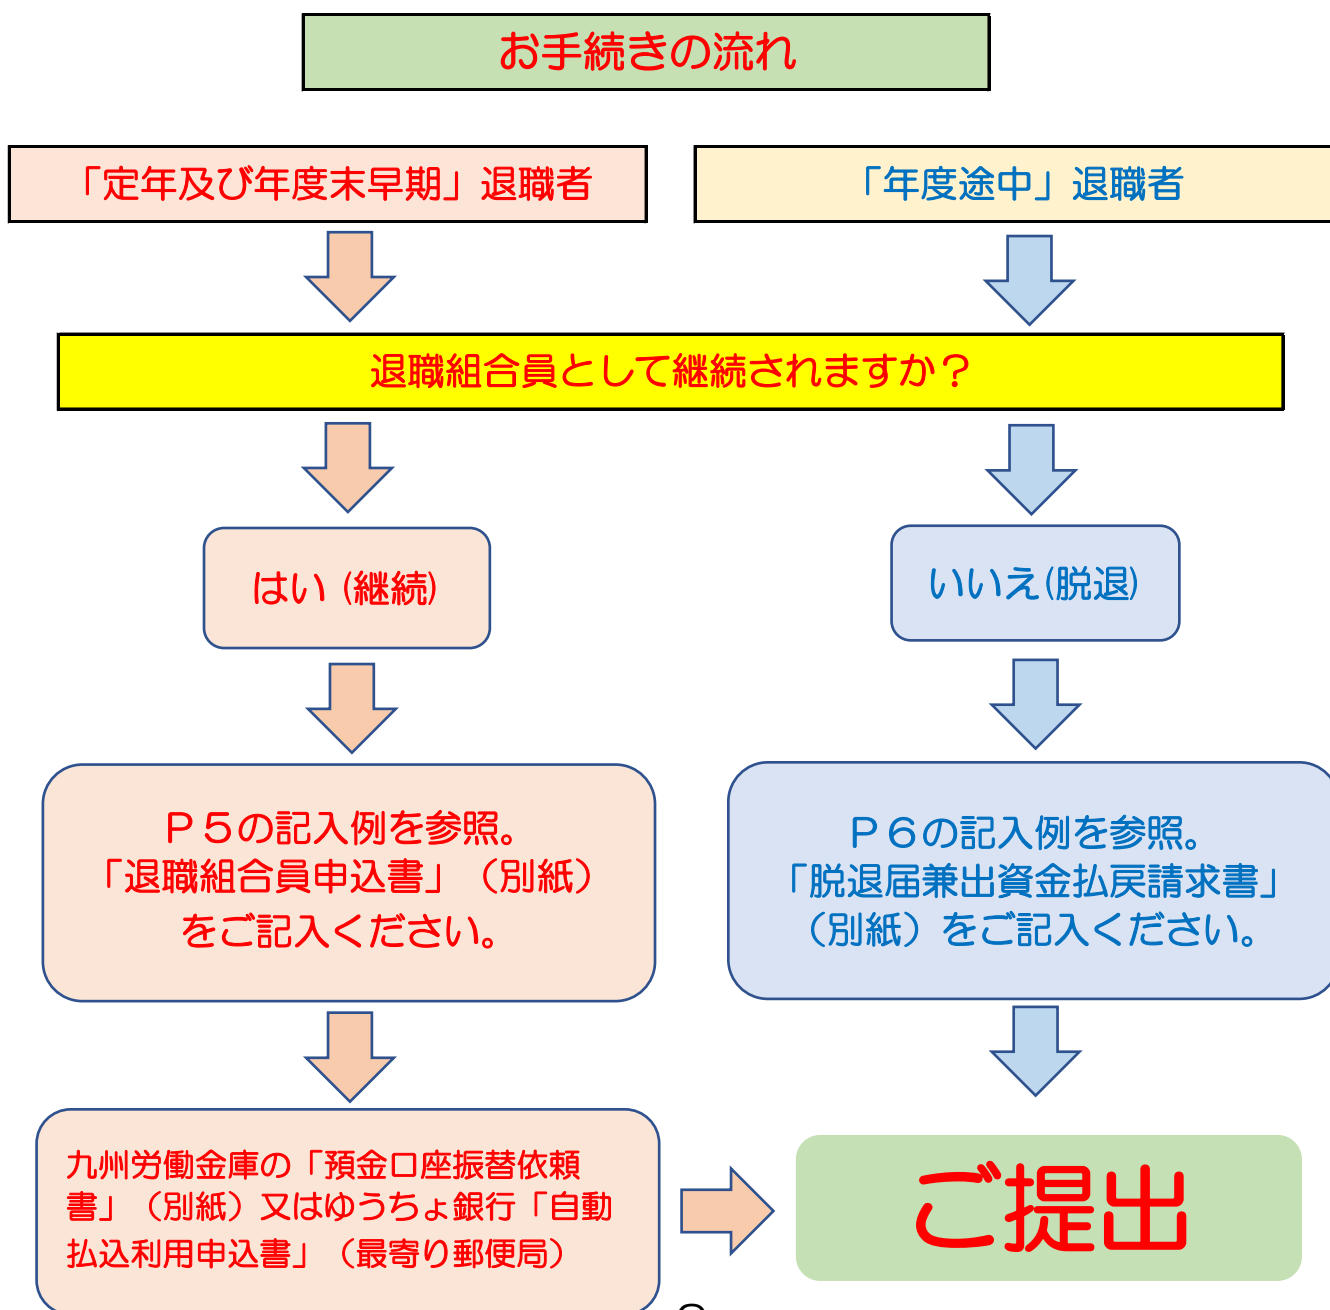 お手続きの流れ
「定年及び年度末早期」退職者
「年度途中」退職者
退職組合員として継続されますか？
はい（継続）
いいえ（脱退）
Ｐ５の記入例を参照。
「退職組合員申込書」（別紙）
をご記入ください。
Ｐ６の記入例を参照。
「脱退届兼出資金払戻請求書」
（別紙）をご記入ください。
九州労働金庫の「預金口座振替依頼
書」（別紙）又はゆうちょ銀行「自動
払込利用申込書」（最寄り郵便局）
ご提出